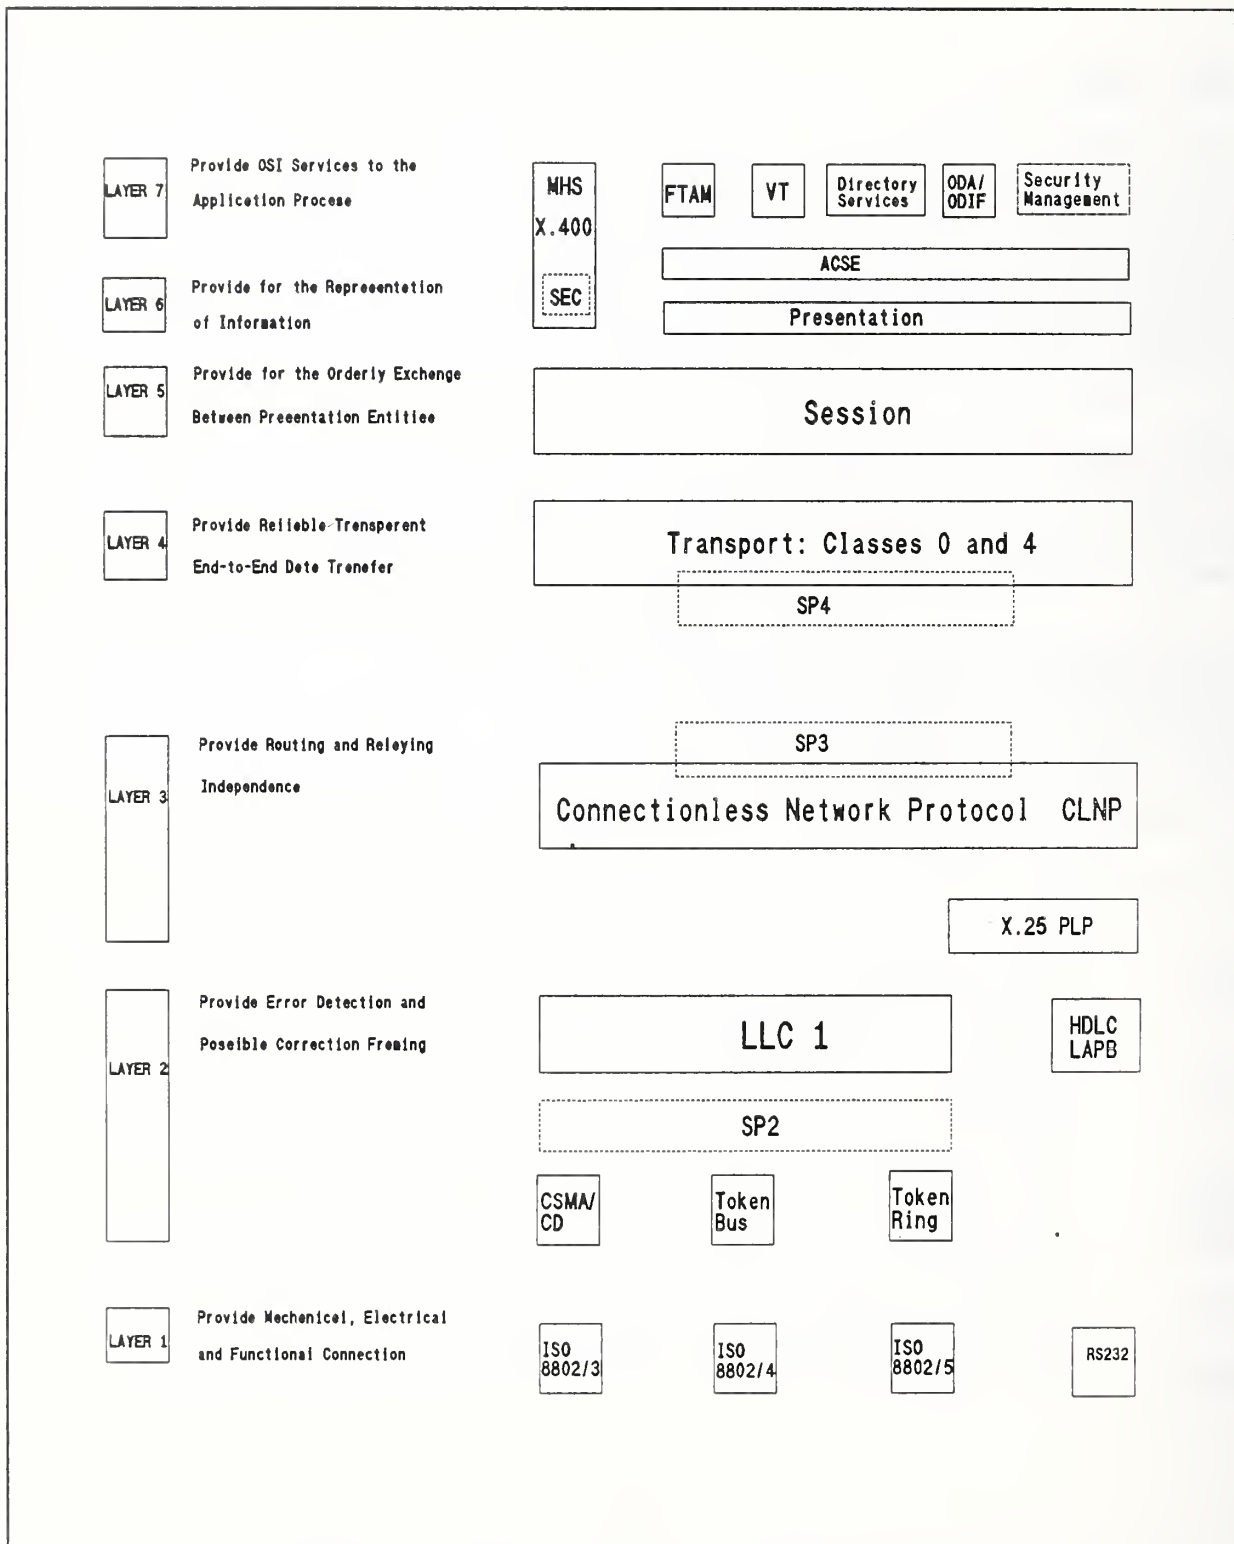 LAYER 7
Provide OSI Services to the
Application Process
MHS
X.400
SEC
FTAM
VT
Directory
Services
ODA/
ODIF
Security
Management
ACSE
LAYER 6
Provide for the Representation
of Information
Presentation
LAYER 5
Provide for the Orderly Exchange
Between Presentation Entities
Session
LAYER 4
Provide Reliable Transparent
End-to-End Data Transfer
Transport: Classes 0 and 4
SP4
LAYER 3
Provide Routing and Relaying
Independence
SP3
Connectionless Network Protocol CLNP
X.25 PLP
LAYER 2
Provide Error Detection and
Possible Correction Framing
LLC 1
HDLC
LAPB
SP2
CSMA/
CD
Token
Bus
Token
Ring
LAYER 1
Provide Mechanical, Electrical
and Functional Connection
ISO
8802/3
ISO
8802/4
ISO
8802/5
RS232